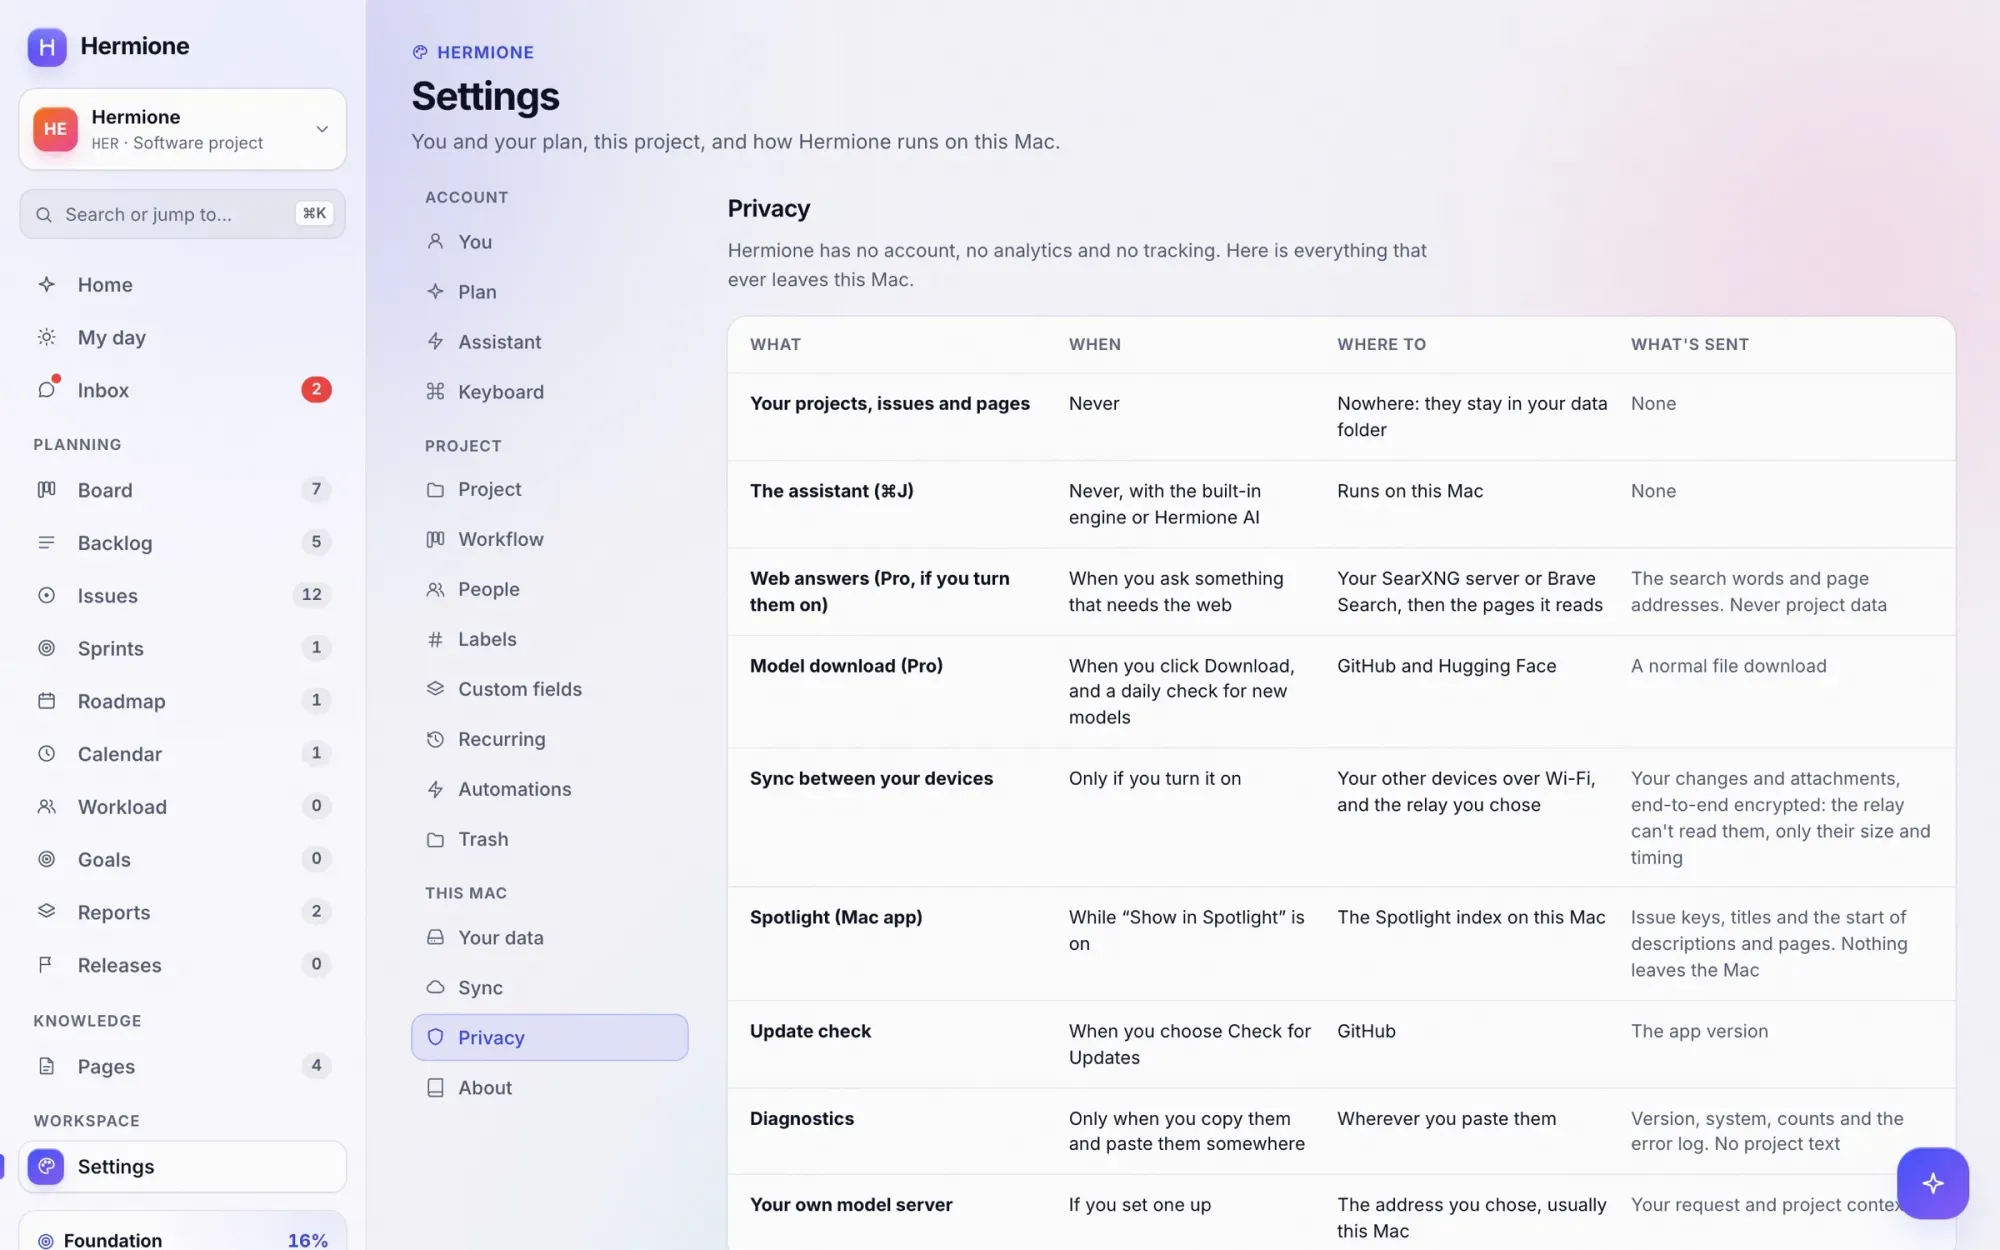 H Hermione
HE Hermione
HER · Software project
Search or jump to... ⌘K
Home
My day
Inbox 2
PLANNING
Board 7
Backlog 5
Issues 12
Sprints 1
Roadmap 1
Calendar 1
Workload 0
Goals 0
Reports 2
Releases 0
KNOWLEDGE
Pages 4
WORKSPACE
Settings
Foundation 16%
HERMIONE
Settings
You and your plan, this project, and how Hermione runs on this Mac.
ACCOUNT
You
Plan
Assistant
Keyboard
PROJECT
Project
Workflow
People
Labels
Custom fields
Recurring
Automations
Trash
THIS MAC
Your data
Sync
Privacy
About
Privacy
Hermione has no account, no analytics and no tracking. Here is everything that
ever leaves this Mac.
WHAT WHEN WHERE TO WHAT'S SENT
Your projects, issues and pages
Never
Nowhere: they stay in your data
folder
None
The assistant (⌘J)
Never, with the built-in
engine or Hermione AI
Runs on this Mac
None
Web answers (Pro, if you turn
them on)
When you ask something
that needs the web
Your SearXNG server or Brave
Search, then the pages it reads
The search words and page
addresses. Never project data
Model download (Pro)
When you click Download,
and a daily check for new
models
GitHub and Hugging Face
A normal file download
Sync between your devices
Only if you turn it on
Your other devices over Wi-Fi,
and the relay you chose
Your changes and attachments,
end-to-end encrypted: the relay
can't read them, only their size and
timing
Spotlight (Mac app)
While “Show in Spotlight” is
on
The Spotlight index on this Mac
Issue keys, titles and the start of
descriptions and pages. Nothing
leaves the Mac
Update check
When you choose Check for
Updates
GitHub
The app version
Diagnostics
Only when you copy them
and paste them somewhere
Wherever you paste them
Version, system, counts and the
error log. No project text
Your own model server
If you set one up
The address you chose, usually
this Mac
Your request and project